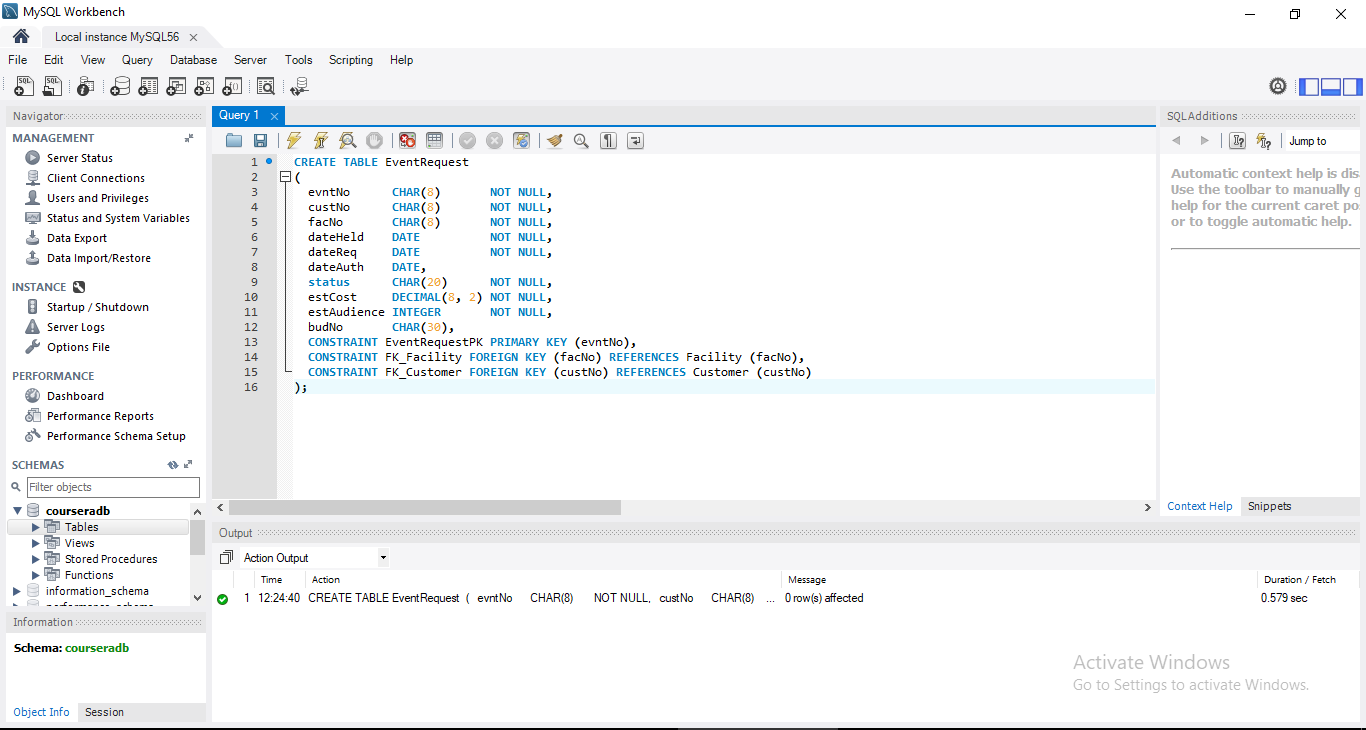 MySQL Workbench
Local instance MySQL56
File Edit View Query Database Server Tools Scripting Help
Navigator
MANAGEMENT
Server Status
Client Connections
Users and Privileges
Status and System Variables
Data Export
Data Import/Restore
INSTANCE
Startup / Shutdown
Server Logs
Options File
PERFORMANCE
Dashboard
Performance Reports
Performance Schema Setup
SCHEMAS
Filter objects
courseradb
Tables
Views
Stored Procedures
Functions
information_schema
performance_schema
Information
Schema: courseradb
Object Info Session
Query 1
1 CREATE TABLE EventRequest
2 (
3 evntNo CHAR(8) NOT NULL,
4 custNo CHAR(8) NOT NULL,
5 facNo CHAR(8) NOT NULL,
6 dateHeld DATE NOT NULL,
7 dateReq DATE NOT NULL,
8 dateAuth DATE,
9 status CHAR(20) NOT NULL,
10 estCost DECIMAL(8, 2) NOT NULL,
11 estAudience INTEGER NOT NULL,
12 budNo CHAR(30),
13 CONSTRAINT EventRequestPK PRIMARY KEY (evntNo),
14 CONSTRAINT FK_Facility FOREIGN KEY (facNo) REFERENCES Facility (facNo),
15 CONSTRAINT FK_Customer FOREIGN KEY (custNo) REFERENCES Customer (custNo)
16 );
SQLAdditions
Jump to
Automatic context help is dis
Use the toolbar to manually g
help for the current caret po
or to toggle automatic help.
Context Help Snippets
Output
Action Output
Time Action Message Duration / Fetch
1 12:24:40 CREATE TABLE EventRequest ( evntNo CHAR(8) NOT NULL, custNo CHAR(8) ... 0 row(s) affected 0.579 sec
Activate Windows
Go to Settings to activate Windows.